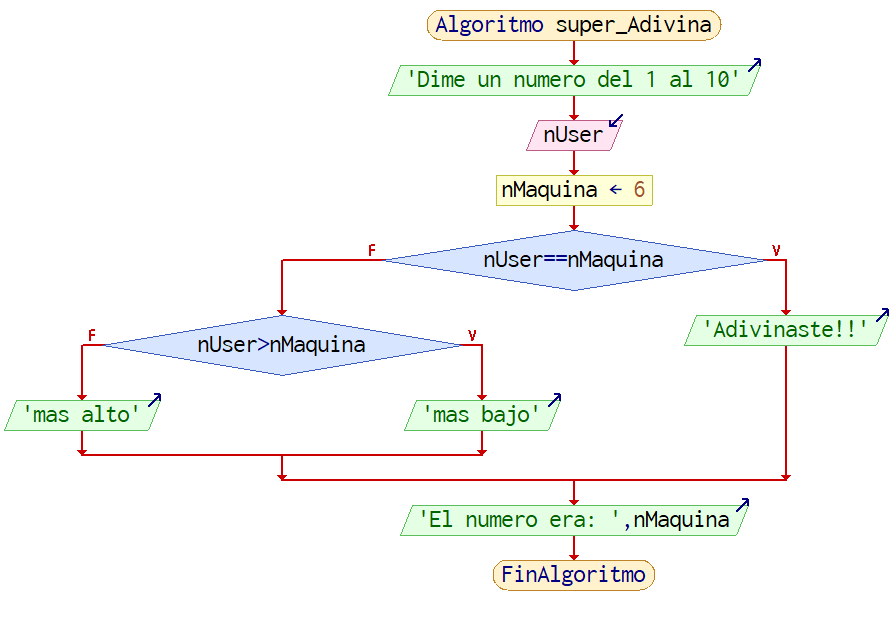 Algoritmo super_Adivina
'Dime un numero del 1 al 10'
nUser
nMaquina ← 6
nUser==nMaquina
F
V
nUser>nMaquina
F
V
'Adivinaste!!'
'mas alto'
'mas bajo'
'El numero era: ',nMaquina
FinAlgoritmo